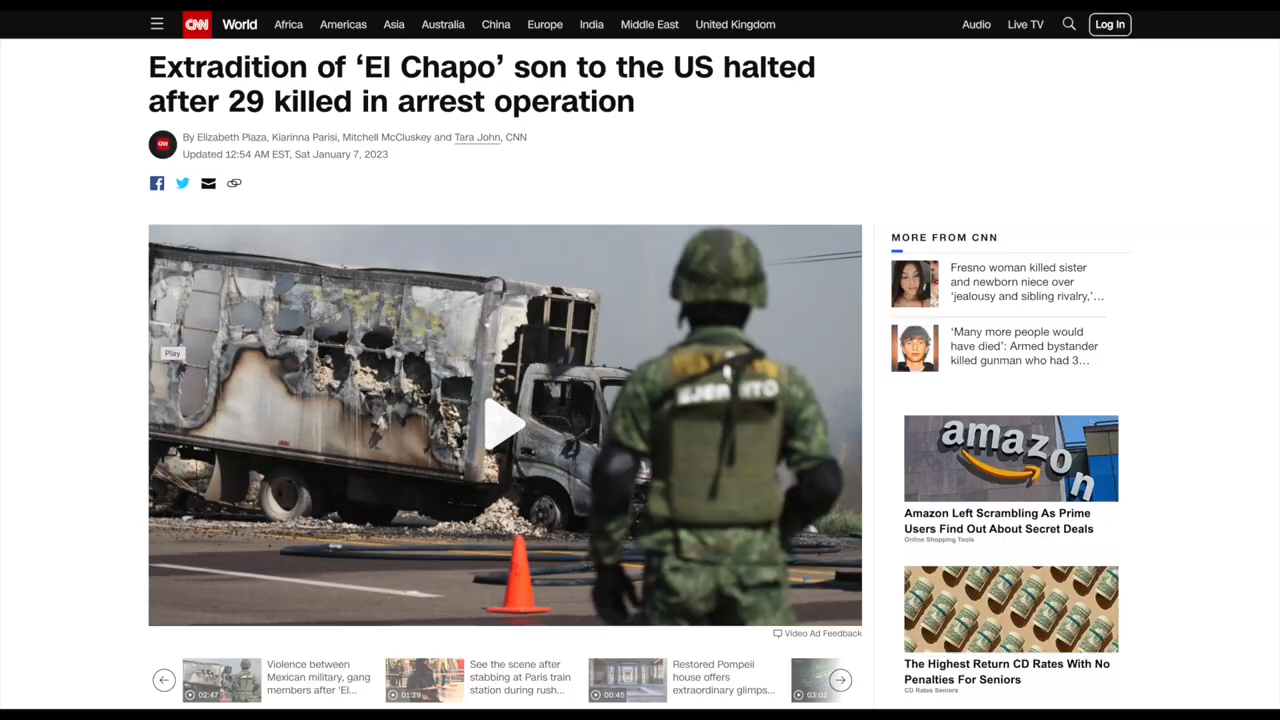 CNN World Africa Americas Asia Australia China Europe India Middle East United Kingdom Audio Live TV Log In
Extradition of ‘El Chapo’ son to the US halted
after 29 killed in arrest operation
By Elizabeth Plaza, Kiarinna Parisi, Mitchell McCluskey and Tara John, CNN
Updated 12:54 AM EST, Sat January 7, 2023
Play
EJERCITO
Video Ad Feedback
02:47
Violence between
Mexican military, gang
members after ‘El...
01:29
See the scene after
stabbing at Paris train
station during rush...
00:45
Restored Pompeii
house offers
extraordinary glimps...
03:02
MORE FROM CNN
Fresno woman killed sister
and newborn niece over
‘jealousy and sibling rivalry,’…
‘Many more people would
have died’: Armed bystander
killed gunman who had 3…
amazon
Amazon Left Scrambling As Prime
Users Find Out About Secret Deals
Online Shopping Tools
The Highest Return CD Rates With No
Penalties For Seniors
CD Rates Seniors